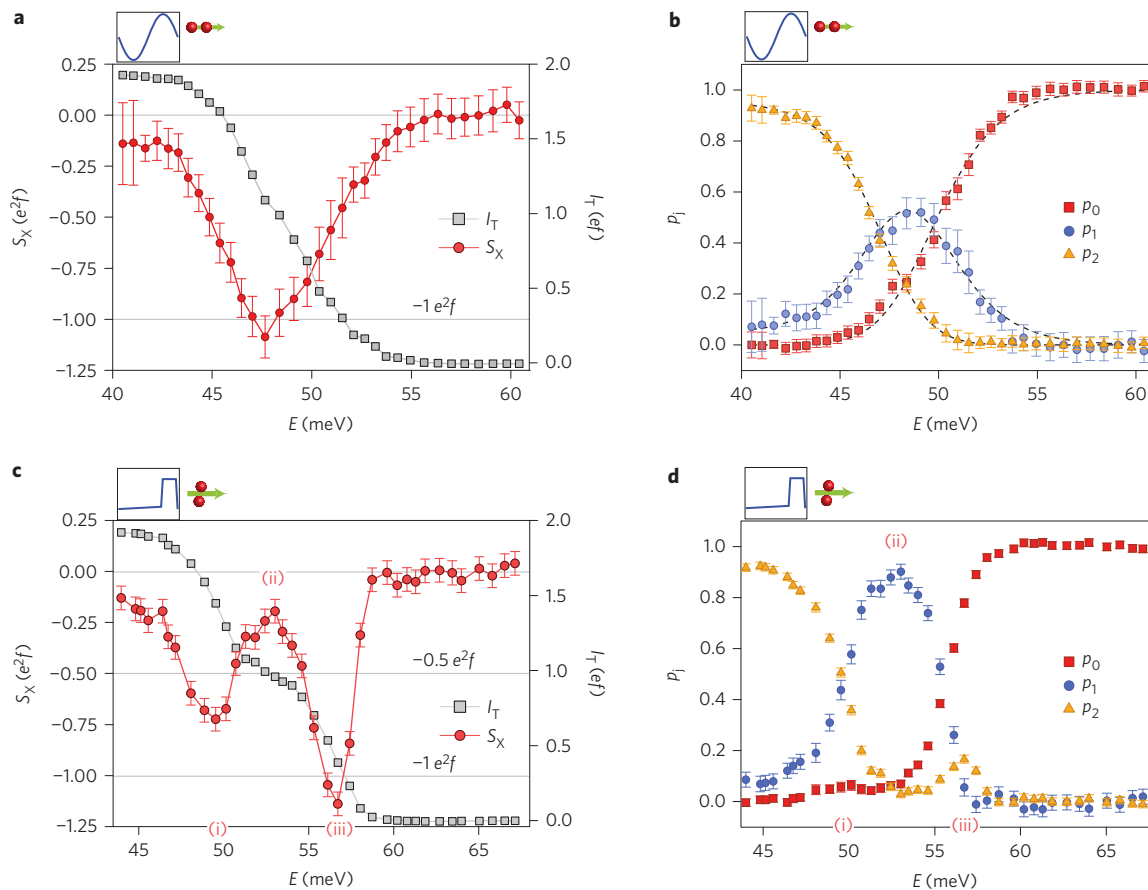 a
0.25
0.00
−0.25
−0.50
−0.75
−1.00
−1.25
S_X (e²f)
2.0
1.5
1.0
0.5
0.0
I_T (ef)
I_T
S_X
−1 e²f
40 45 50 55 60
E (meV)
b
1.0
0.8
0.6
0.4
0.2
0.0
p_j
p_0
p_1
p_2
40 45 50 55 60
E (meV)
c
0.25
0.00
−0.25
−0.50
−0.75
−1.00
−1.25
S_X (e²f)
2.0
1.5
1.0
0.5
0.0
I_T (ef)
(ii)
−0.5 e²f
I_T
S_X
−1 e²f
(i) (iii)
45 50 55 60 65
E (meV)
d
1.0
0.8
0.6
0.4
0.2
0.0
p_j
(ii)
p_0
p_1
p_2
(i) (iii)
45 50 55 60 65
E (meV)